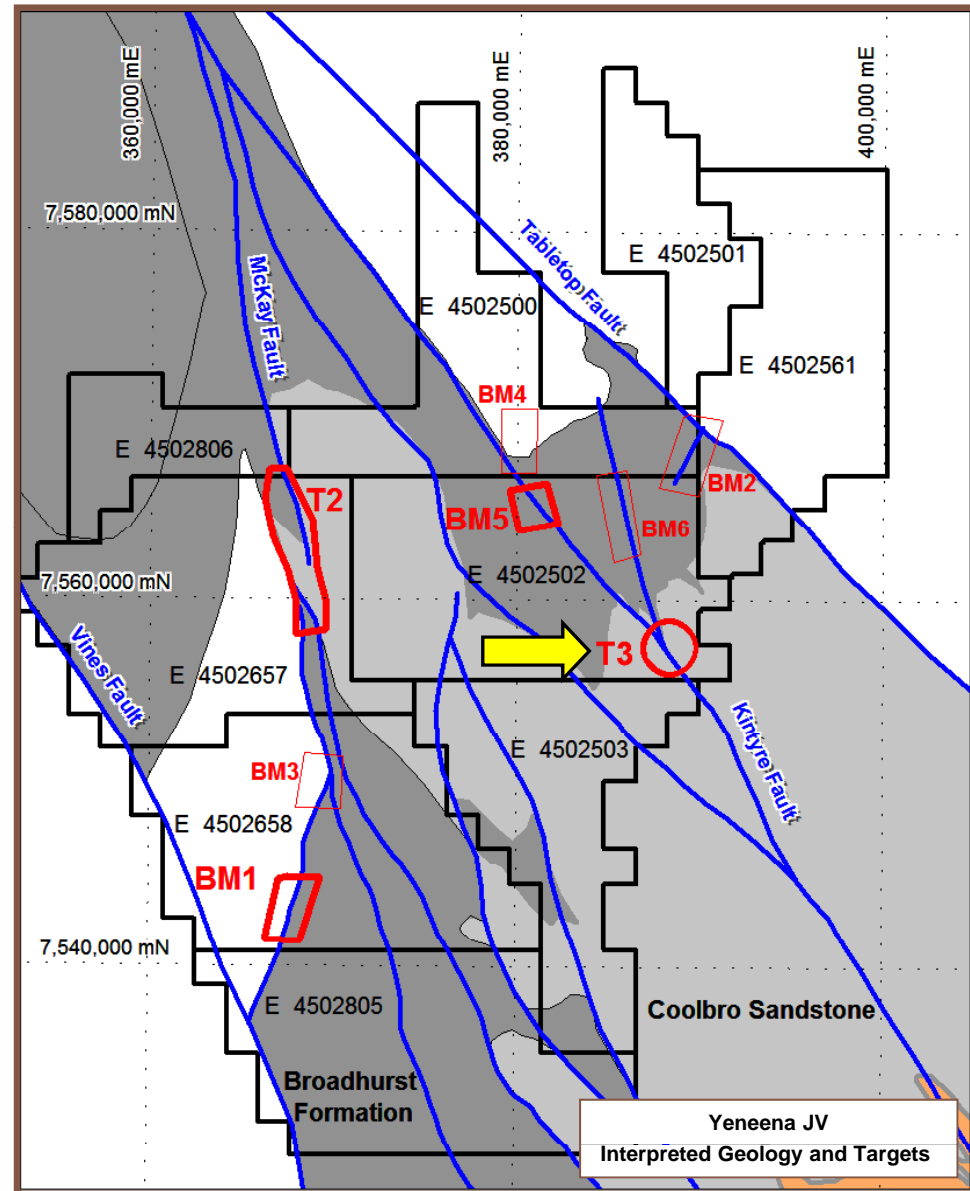 360,000 mE
380,000 mE
400,000 mE
7,580,000 mN
Tabletop Fault
E 4502501
McKay Fault
E 4502500
E 4502561
BM4
E 4502806
T2
BM2
BM5
BM6
7,560,000 mN
E 4502502
Vines Fault
T3
E 4502657
Kintyre Fault
E 4502503
BM3
E 4502658
BM1
7,540,000 mN
E 4502805
Coolbro Sandstone
Broadhurst
Formation
Yeneena JV
Interpreted Geology and Targets